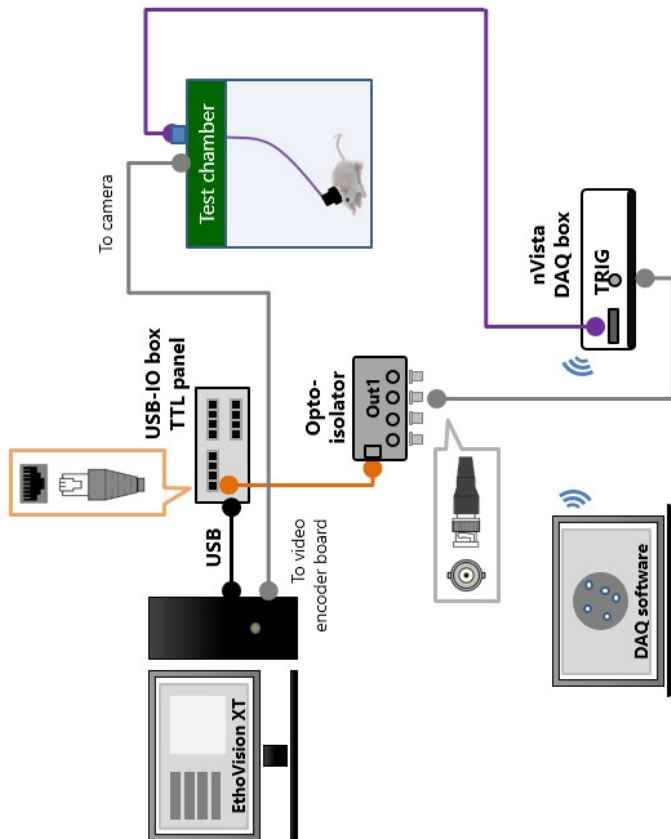 To camera
Test chamber
nVista
DAQ box
TRIG
USB-IO box
TTL panel
Opto-
isolator
Out1
USB
To video
encoder board
EthoVision XT
DAQ software